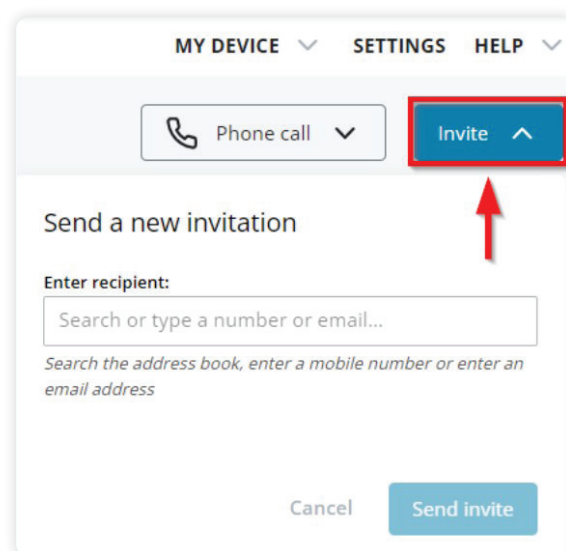 MY DEVICE SETTINGS HELP
Phone call Invite
Send a new invitation
Enter recipient:
Search or type a number or email...
Search the address book, enter a mobile number or enter an
email address
Cancel Send invite